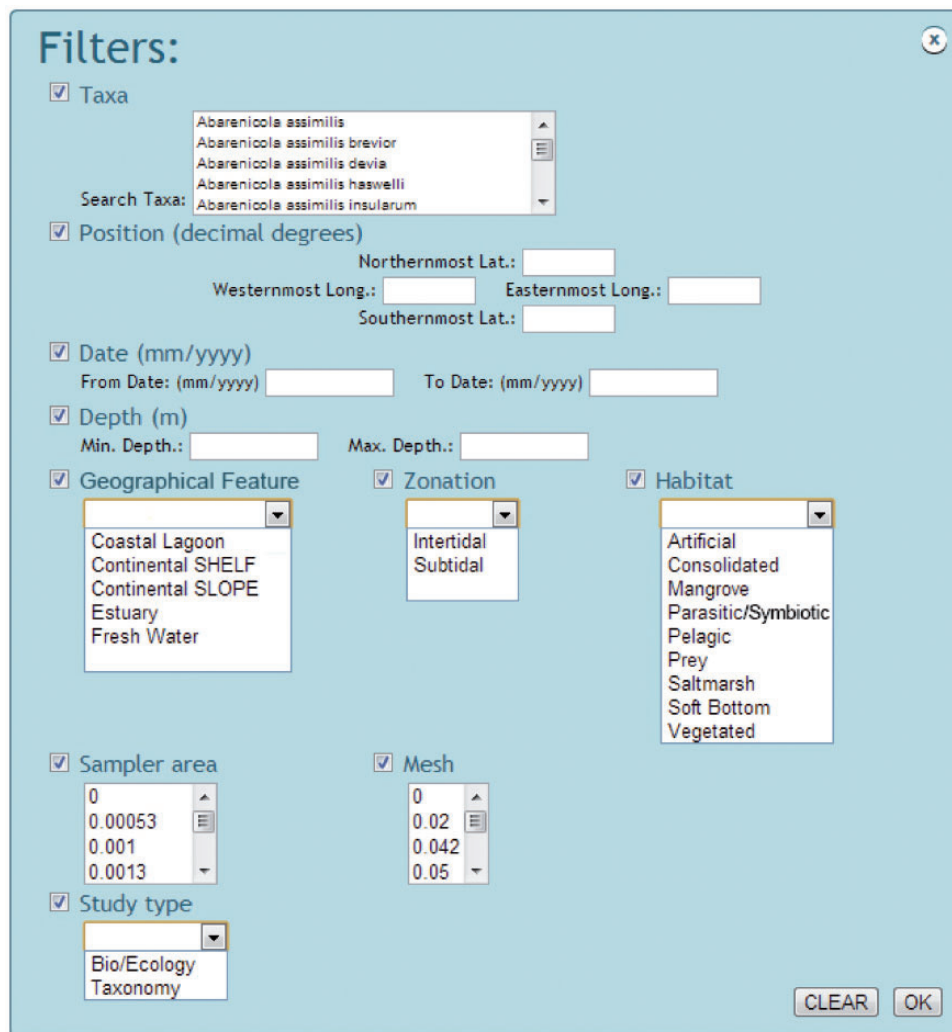 Filters:
x
Taxa
Abarenicola assimilis
Abarenicola assimilis brevior
Abarenicola assimilis devia
Abarenicola assimilis haswelli
Search Taxa: Abarenicola assimilis insularum
Position (decimal degrees)
Northernmost Lat.:
Westernmost Long.: Easternmost Long.:
Southernmost Lat.:
Date (mm/yyyy)
From Date: (mm/yyyy) To Date: (mm/yyyy)
Depth (m)
Min. Depth.: Max. Depth.:
Geographical Feature Zonation Habitat
Coastal Lagoon Intertidal Artificial
Continental SHELF Subtidal Consolidated
Continental SLOPE Mangrove
Estuary Parasitic/Symbiotic
Fresh Water Pelagic
Prey
Saltmarsh
Soft Bottom
Vegetated
Sampler area Mesh
0 0
0.00053 0.02
0.001 0.042
0.0013 0.05
Study type
Bio/Ecology
Taxonomy
CLEAR OK